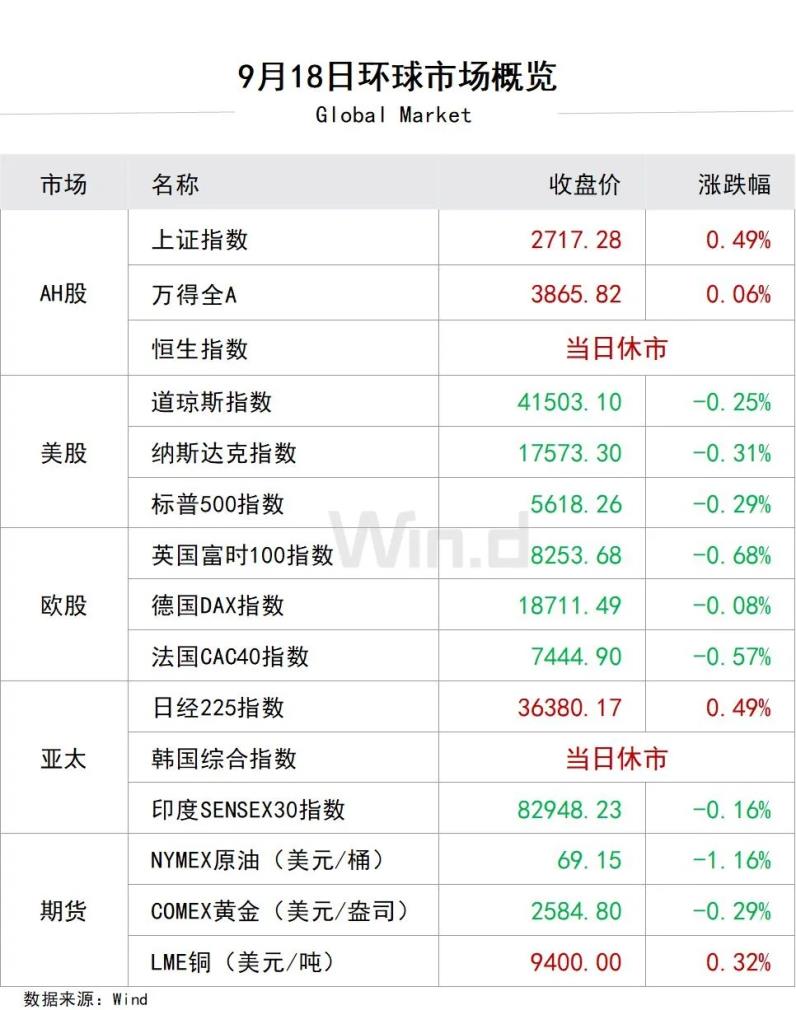 9月18日环球市场概览
Global Market
市场 名称 收盘价 涨跌幅
AH股
上证指数 2717.28 0.49%
万得全A 3865.82 0.06%
恒生指数 当日休市
美股
道琼斯指数 41503.10 -0.25%
纳斯达克指数 17573.30 -0.31%
标普500指数 5618.26 -0.29%
Win.d
欧股
英国富时100指数 8253.68 -0.68%
德国DAX指数 18711.49 -0.08%
法国CAC40指数 7444.90 -0.57%
亚太
日经225指数 36380.17 0.49%
韩国综合指数 当日休市
印度SENSEX30指数 82948.23 -0.16%
期货
NYMEX原油（美元/桶） 69.15 -1.16%
COMEX黄金（美元/盎司） 2584.80 -0.29%
LME铜（美元/吨） 9400.00 0.32%
数据来源：Wind